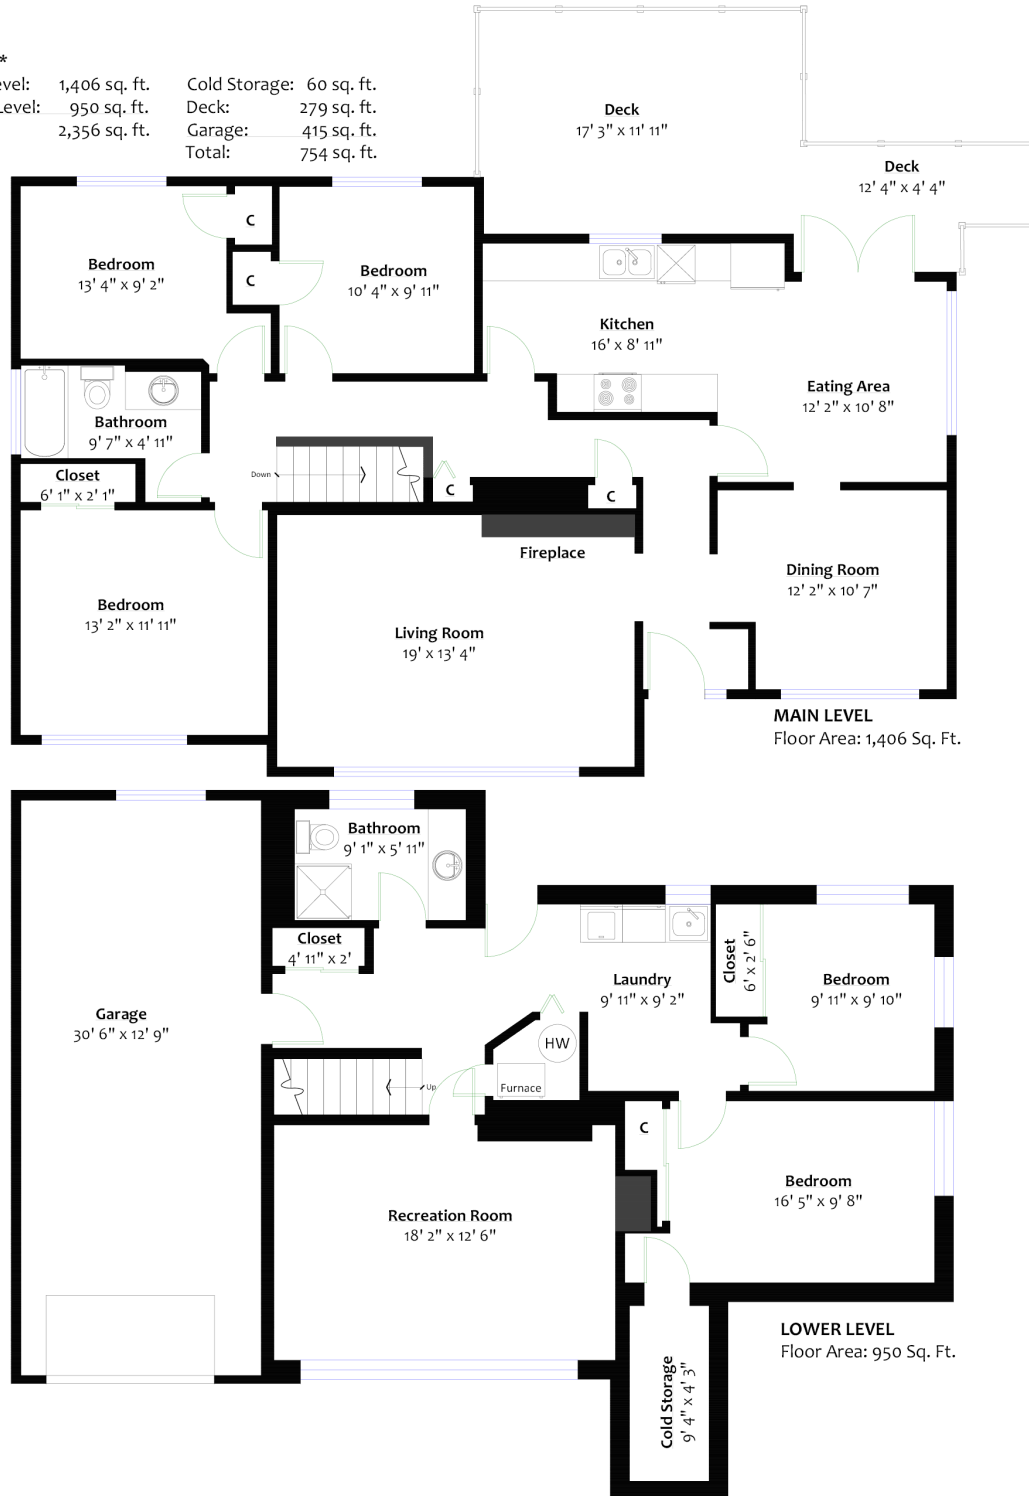 *
evel: 1,406 sq. ft. Cold Storage: 60 sq. ft.
Level: 950 sq. ft. Deck: 279 sq. ft.
2,356 sq. ft. Garage: 415 sq. ft.
Total: 754 sq. ft.
Deck
17' 3" x 11' 11"
Deck
12' 4" x 4' 4"
Bedroom
13' 4" x 9' 2"
C
C
Bedroom
10' 4" x 9' 11"
Kitchen
16' x 8' 11"
Eating Area
12' 2" x 10' 8"
Bathroom
9' 7" x 4' 11"
Closet
6' 1" x 2' 1"
Down
C
C
Fireplace
Bedroom
13' 2" x 11' 11"
Living Room
19' x 13' 4"
Dining Room
12' 2" x 10' 7"
MAIN LEVEL
Floor Area: 1,406 Sq. Ft.
Bathroom
9' 1" x 5' 11"
Closet
4' 11" x 2'
Garage
30' 6" x 12' 9"
Laundry
9' 11" x 9' 2"
Closet
6' x 2' 6"
Bedroom
9' 11" x 9' 10"
HW
Furnace
Up
C
Bedroom
16' 5" x 9' 8"
Recreation Room
18' 2" x 12' 6"
Cold Storage
9' 4" x 4' 3"
LOWER LEVEL
Floor Area: 950 Sq. Ft.